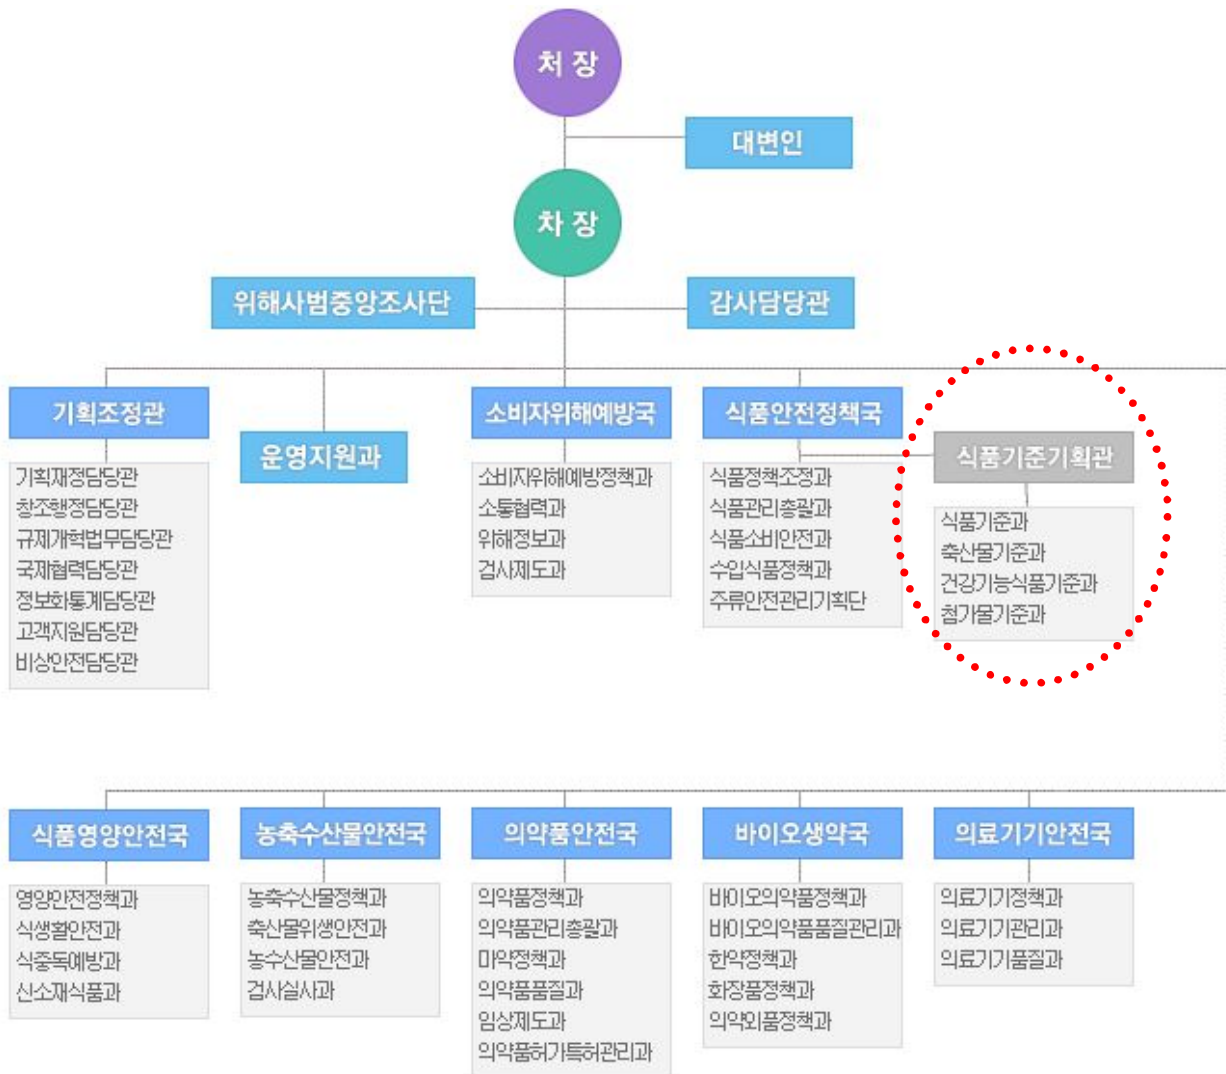 처 장
대변인
차 장
위해사범중앙조사단
감사담당관
기획조정관
기획재정담당관
창조행정담당관
규제개혁법무담당관
국제협력담당관
정보화통계담당관
고객지원담당관
비상안전담당관
운영지원과
소비자위해예방국
소비자위해예방정책과
소통협력과
위해정보과
검사제도과
식품안전정책국
식품정책조정과
식품관리총괄과
식품소비안전과
수입식품정책과
주류안전관리기획단
식품기준기획관
식품기준과
축산물기준과
건강기능식품기준과
첨가물기준과
식품영양안전국
영양안전정책과
식생활안전과
식중독예방과
신소재식품과
농축수산물안전국
농축수산물정책과
축산물위생안전과
농수산물안전과
검사실사과
의약품안전국
의약품정책과
의약품관리총괄과
마약정책과
의약품품질과
임상제도과
의약품허가특허관리과
바이오생약국
바이오의약품정책과
바이오의약품품질관리과
한약정책과
화장품정책과
의약외품정책과
의료기기안전국
의료기기정책과
의료기기관리과
의료기기품질과